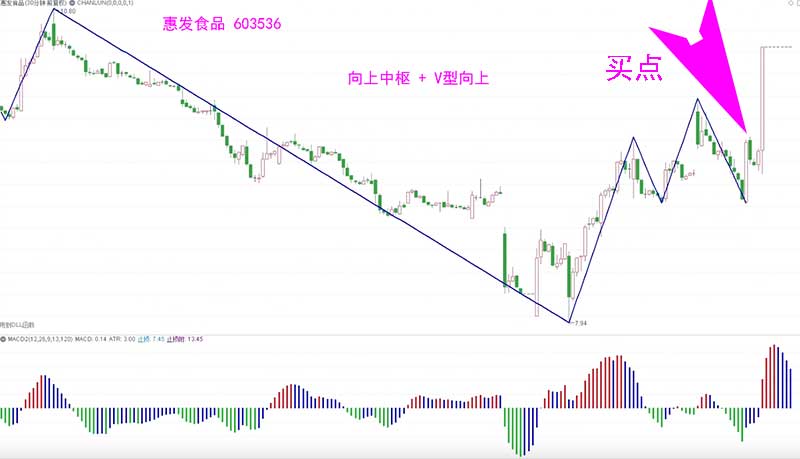 惠发食品 (30分钟 前复权) CHANLUN(0,0,0,0,1)
10.80
惠发食品 603536
向上中枢 + V型向上
买点
7.94
MACD2(12,26,9,13,120) MACD: 0.14 ATR: 3.00 止损: 7.45 止损附: 13.45